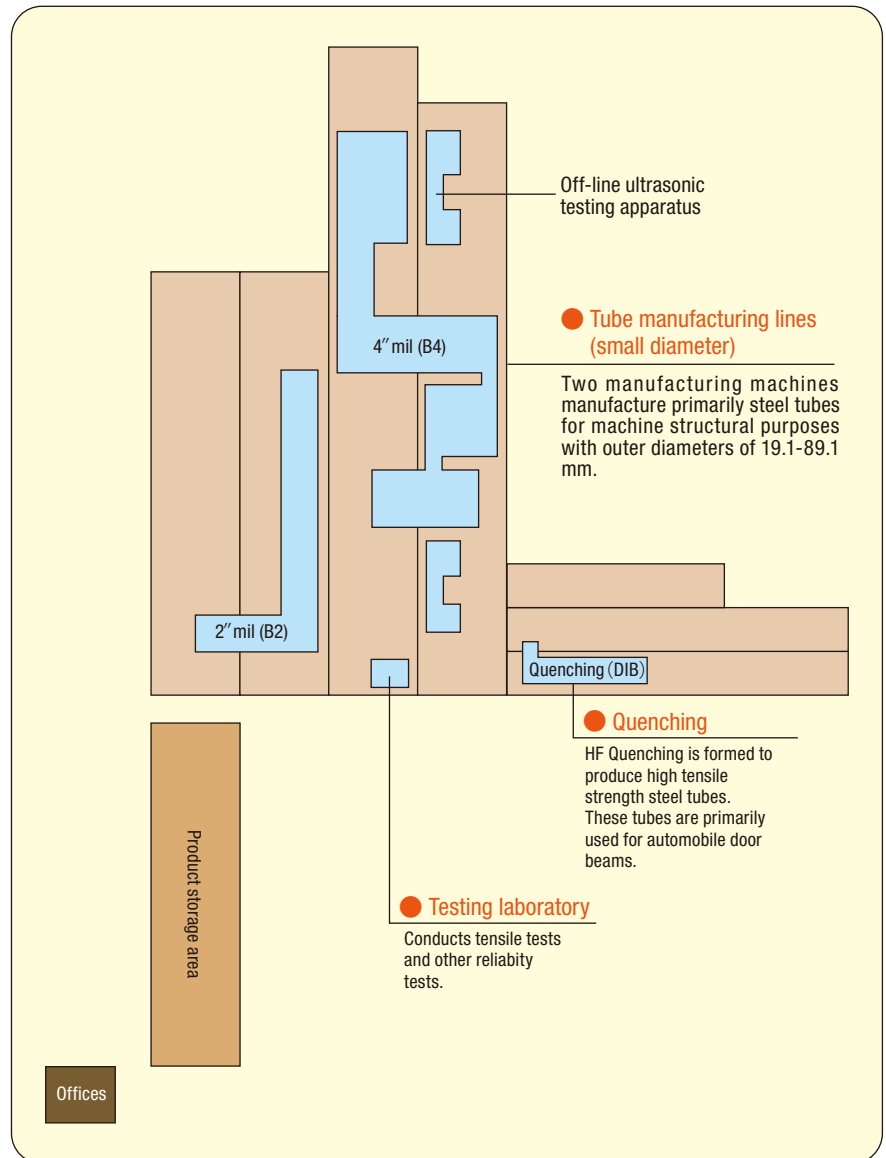 Off-line ultrasonic
testing apparatus
Tube manufacturing lines
(small diameter)
4″ mil (B4)
Two manufacturing machines
manufacture primarily steel tubes
for machine structural purposes
with outer diameters of 19.1-89.1
mm.
2″ mil (B2)
Quenching (DIB)
Quenching
HF Quenching is formed to
produce high tensile
strength steel tubes.
These tubes are primarily
used for automobile door
beams.
Product storage area
Testing laboratory
Conducts tensile tests
and other reliabity
tests.
Offices